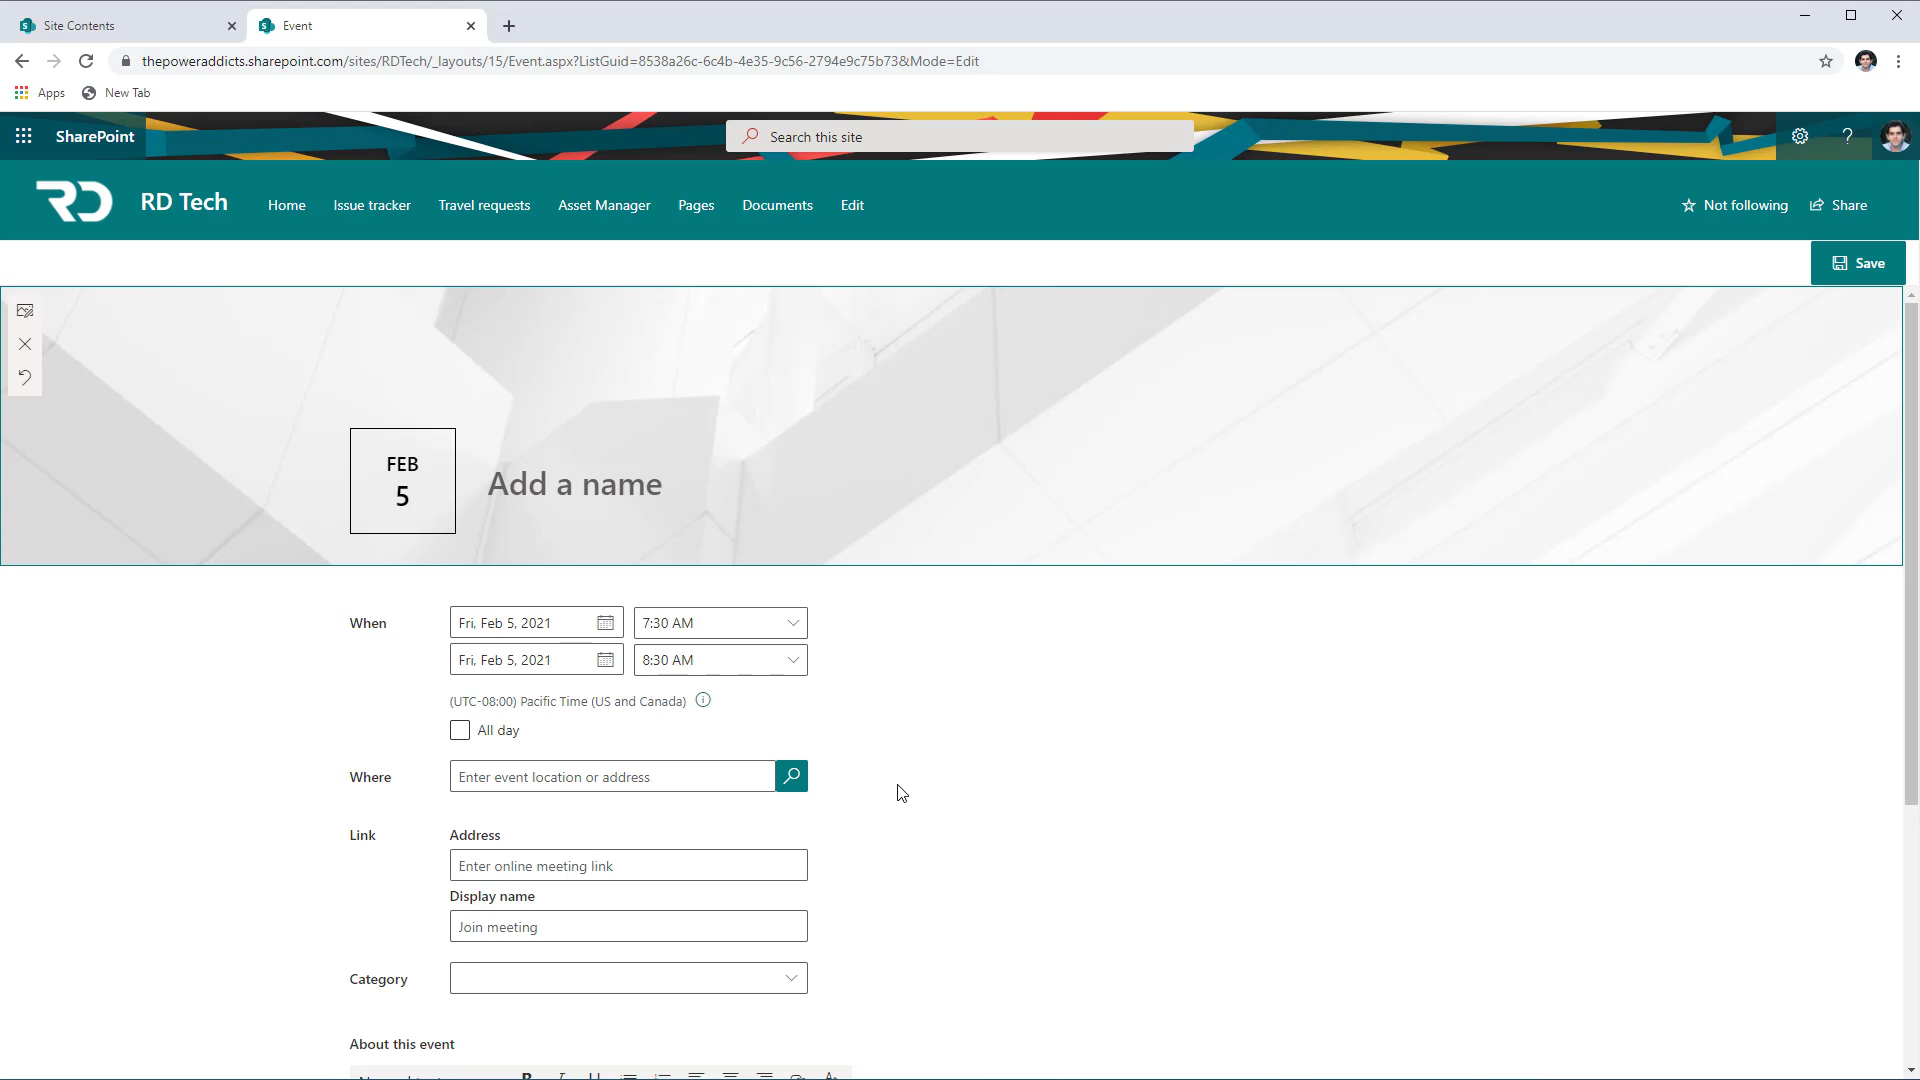 Site Contents
Event
thepoweraddicts.sharepoint.com/sites/RDTech/_layouts/15/Event.aspx?ListGuid=8538a26c-6c4b-4e35-9c56-2794e9c75b73&Mode=Edit
Apps
New Tab
SharePoint
Search this site
RD
RD Tech
Home
Issue tracker
Travel requests
Asset Manager
Pages
Documents
Edit
Not following
Share
Save
FEB
5
Add a name
When
Fri, Feb 5, 2021
7:30 AM
Fri, Feb 5, 2021
8:30 AM
(UTC-08:00) Pacific Time (US and Canada)
All day
Where
Enter event location or address
Link
Address
Enter online meeting link
Display name
Join meeting
Category
About this event